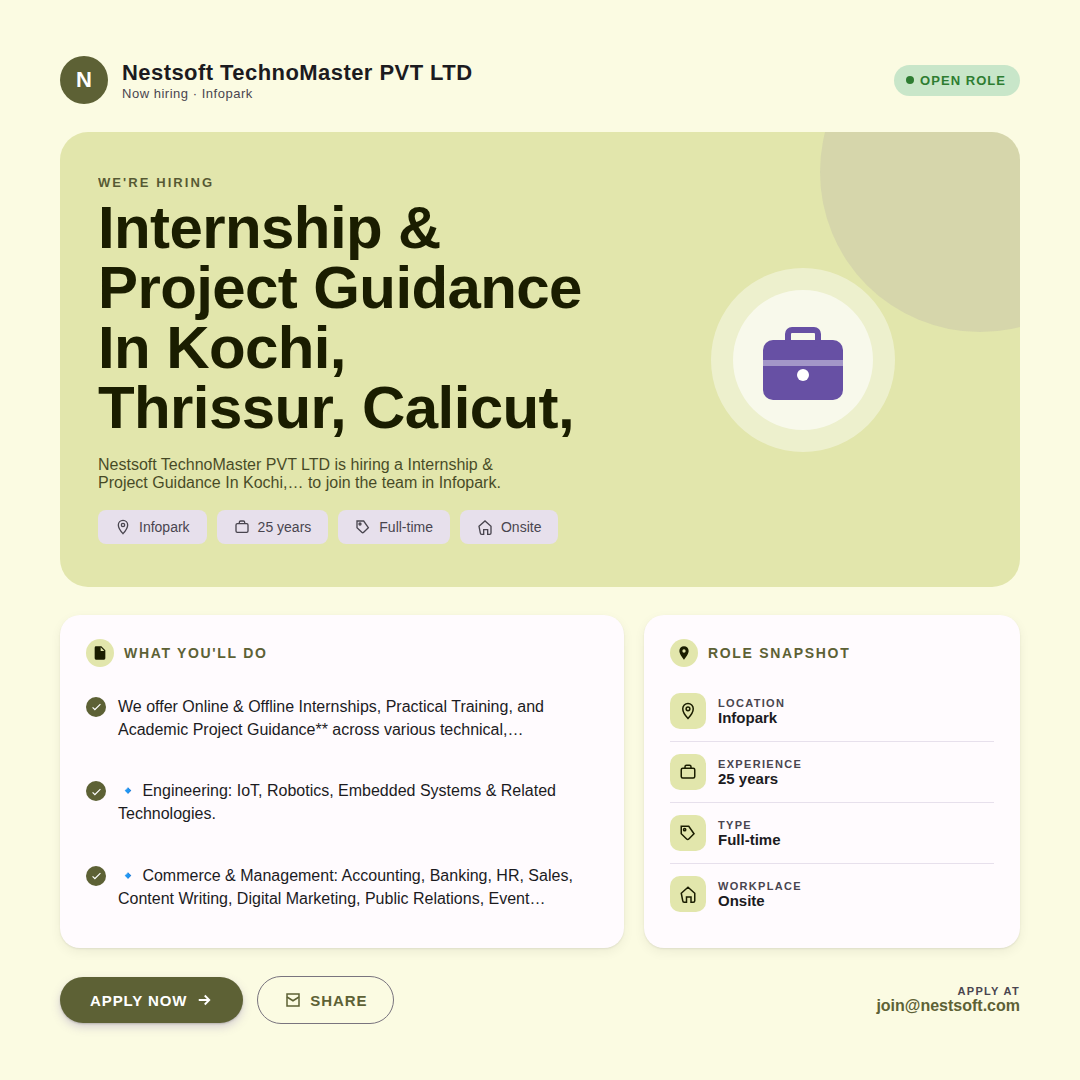 N
Nestsoft TechnoMaster PVT LTD
Now hiring · Infopark
OPEN ROLE
WE'RE HIRING
Internship &
Project Guidance
In Kochi,
Thrissur, Calicut,
Nestsoft TechnoMaster PVT LTD is hiring a Internship &
Project Guidance In Kochi,… to join the team in Infopark.
Infopark
25 years
Full-time
Onsite
WHAT YOU'LL DO
We offer Online & Offline Internships, Practical Training, and
Academic Project Guidance** across various technical,…
🔹 Engineering: IoT, Robotics, Embedded Systems & Related
Technologies.
🔹 Commerce & Management: Accounting, Banking, HR, Sales,
Content Writing, Digital Marketing, Public Relations, Event…
ROLE SNAPSHOT
LOCATION
Infopark
EXPERIENCE
25 years
TYPE
Full-time
WORKPLACE
Onsite
APPLY NOW →
SHARE
APPLY AT
join@nestsoft.com